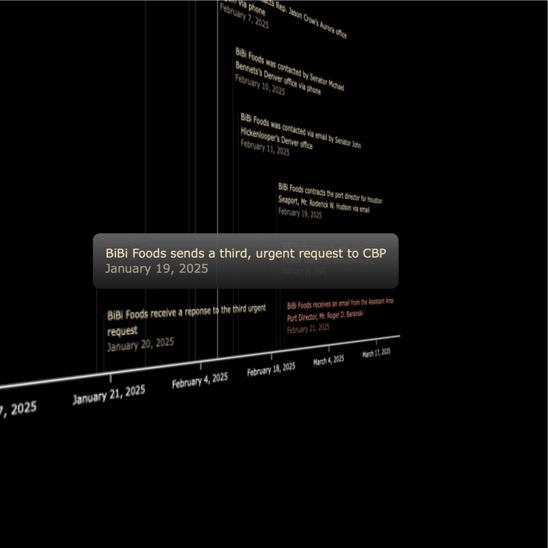 acts Rep. Jason Crow's Aurora office
via phone
February 7, 2025
BiBi Foods was contacted by Senator Michael
Bennets's Denver office via phone
February 10, 2025
BiBi Foods was contacted via email by Senator John
Hickenlooper's Denver office
February 11, 2025
BiBi Foods contracts the port director for Houston
Seaport, Mr. Roderick W. Hudson via email
February 19, 2025
BiBi Foods sends a third, urgent request to CBP
January 19, 2025
BiBi Foods receive a reponse to the third urgent
request
January 20, 2025
BiBi Foods receives an email from the Assistant Area
Port Director, Mr. Roger D. Baranski
February 21, 2025
7, 2025
January 21, 2025
February 4, 2025
February 18, 2025
March 4, 2025
March 17, 2025